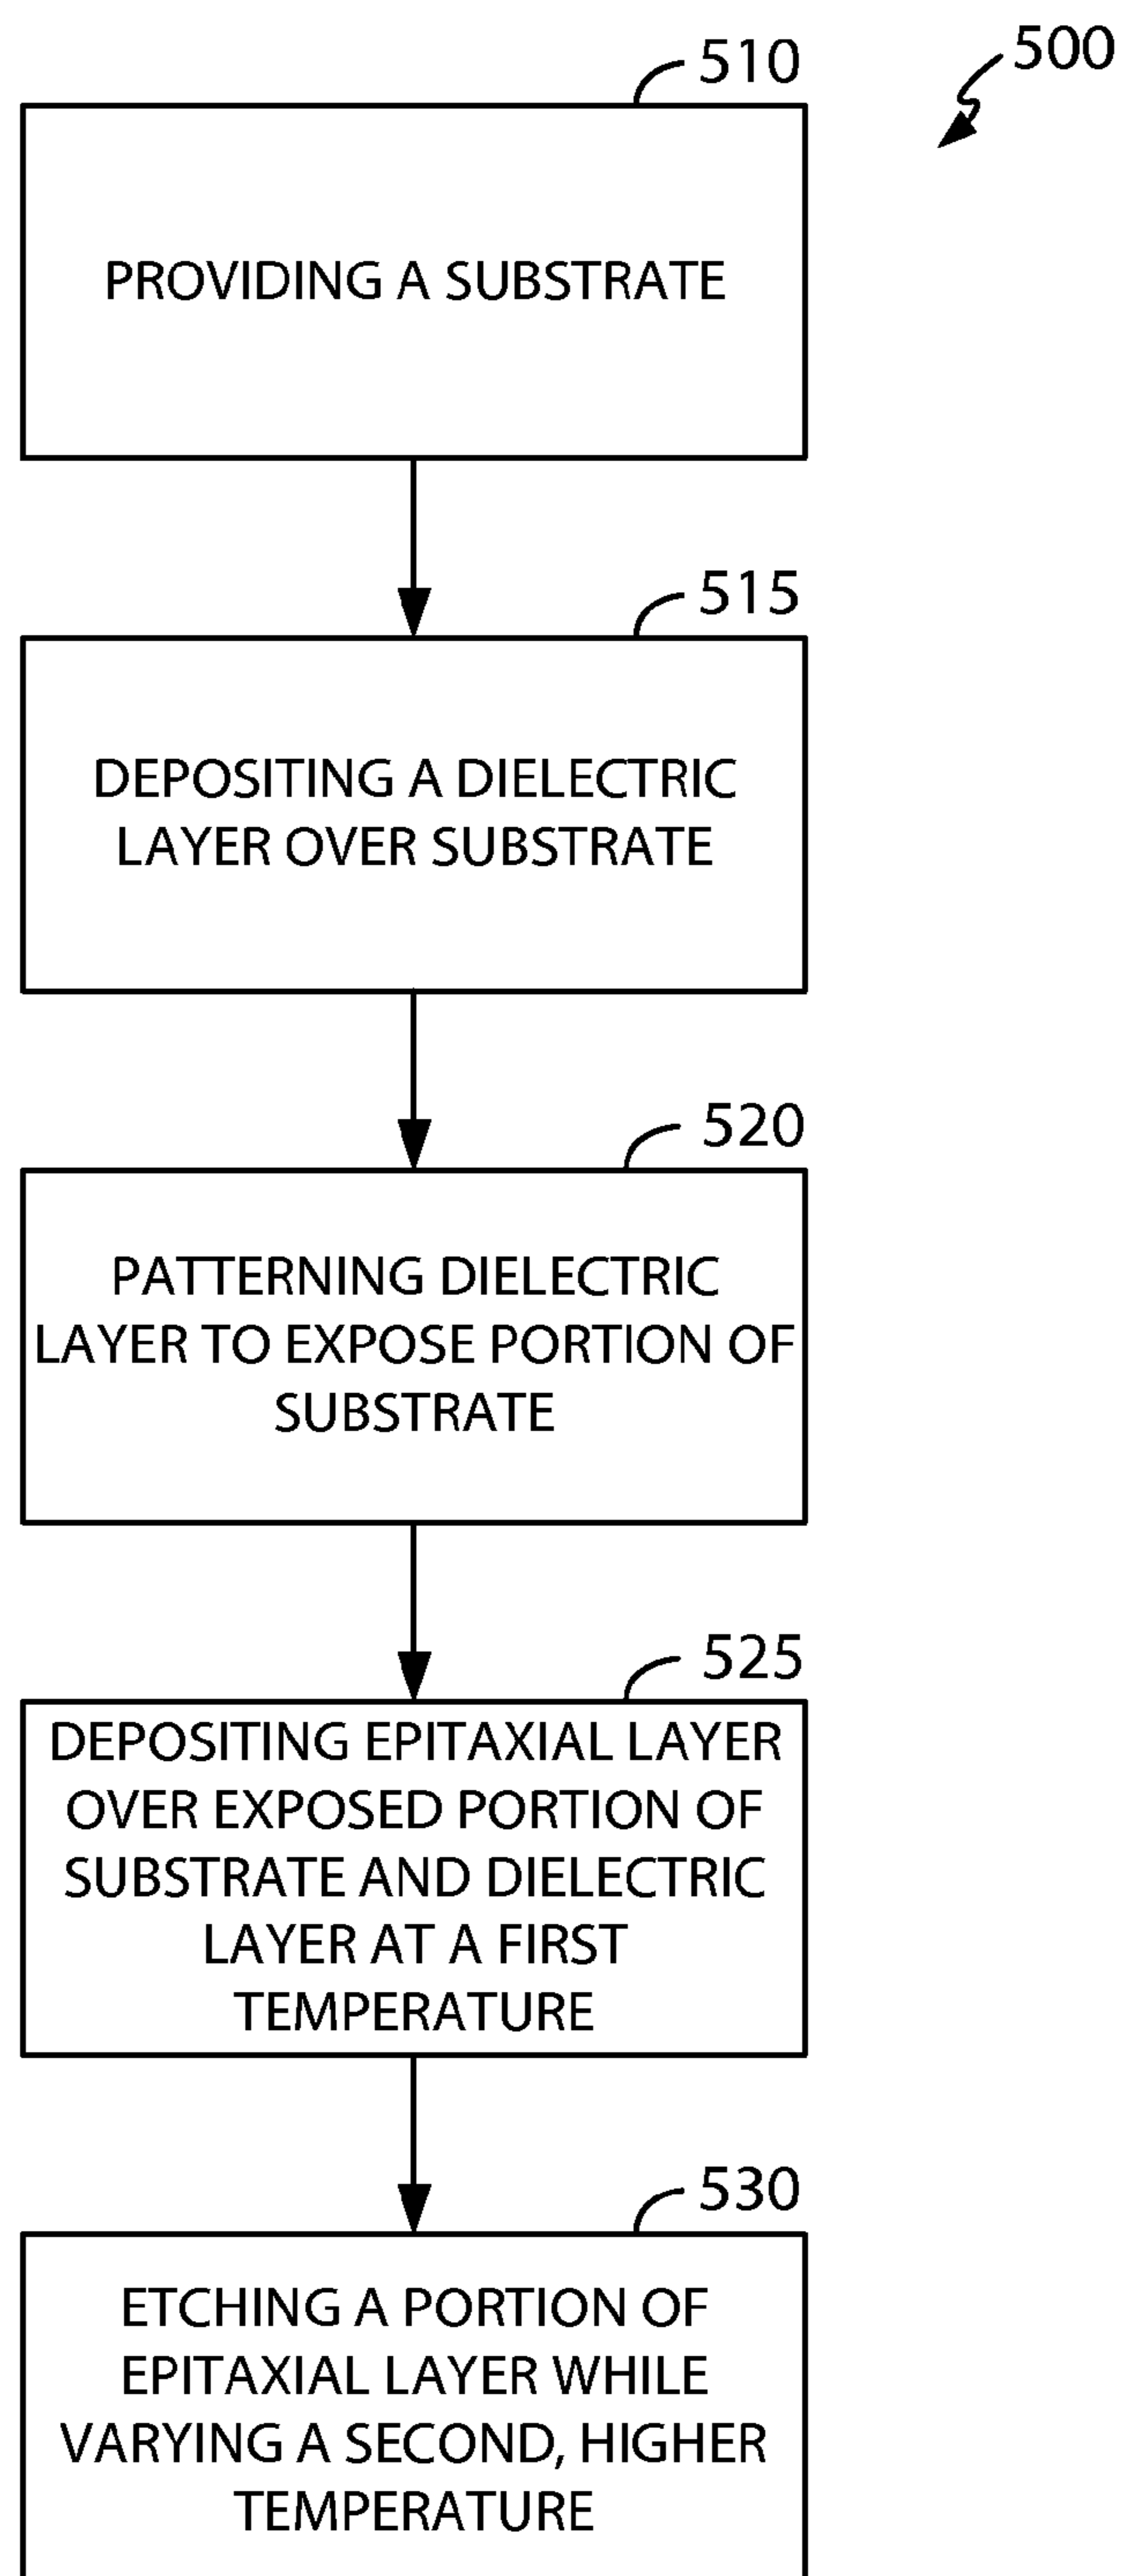 500
510
PROVIDING A SUBSTRATE
515
DEPOSITING A DIELECTRIC
LAYER OVER SUBSTRATE
520
PATTERNING DIELECTRIC
LAYER TO EXPOSE PORTION OF
SUBSTRATE
525
DEPOSITING EPITAXIAL LAYER
OVER EXPOSED PORTION OF
SUBSTRATE AND DIELECTRIC
LAYER AT A FIRST
TEMPERATURE
530
ETCHING A PORTION OF
EPITAXIAL LAYER WHILE
VARYING A SECOND, HIGHER
TEMPERATURE